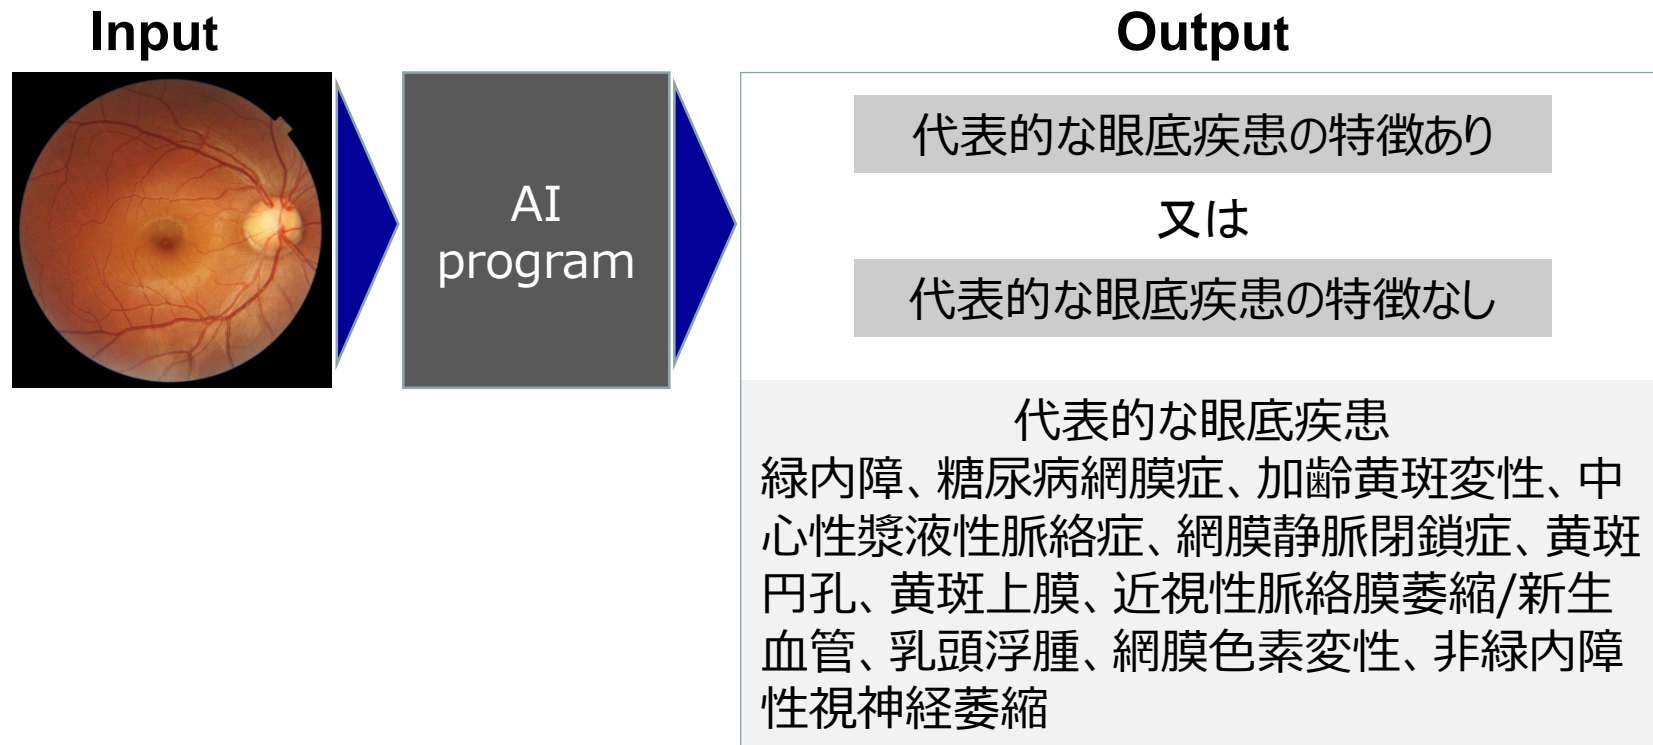 Input
Output
AI
program
代表的な眼底疾患の特徴あり
又は
代表的な眼底疾患の特徴なし
代表的な眼底疾患
緑内障、糖尿病網膜症、加齢黄斑変性、中
心性漿液性脈絡症、網膜静脈閉鎖症、黄斑
円孔、黄斑上膜、近視性脈絡膜萎縮/新生
血管、乳頭浮腫、網膜色素変性、非緑内障
性視神経萎縮